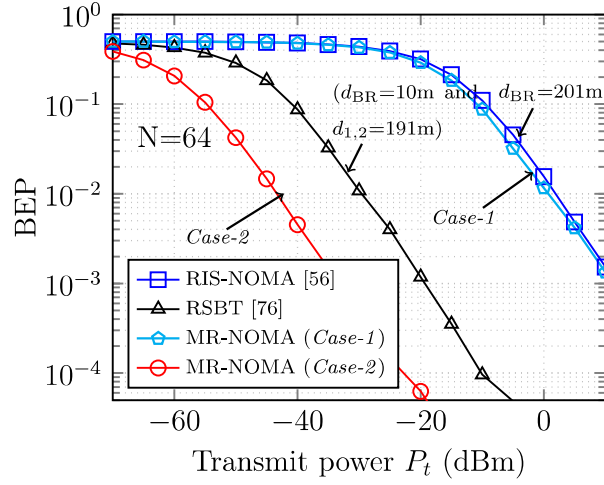 10⁰
10⁻¹
10⁻²
10⁻³
10⁻⁴
BEP
(d_BR=10m and
d_1,2=191m)
d_BR=201m
N=64
Case-2
Case-1
RIS-NOMA [56]
RSBT [76]
MR-NOMA (Case-1)
MR-NOMA (Case-2)
−60 −40 −20 0
Transmit power P_t (dBm)